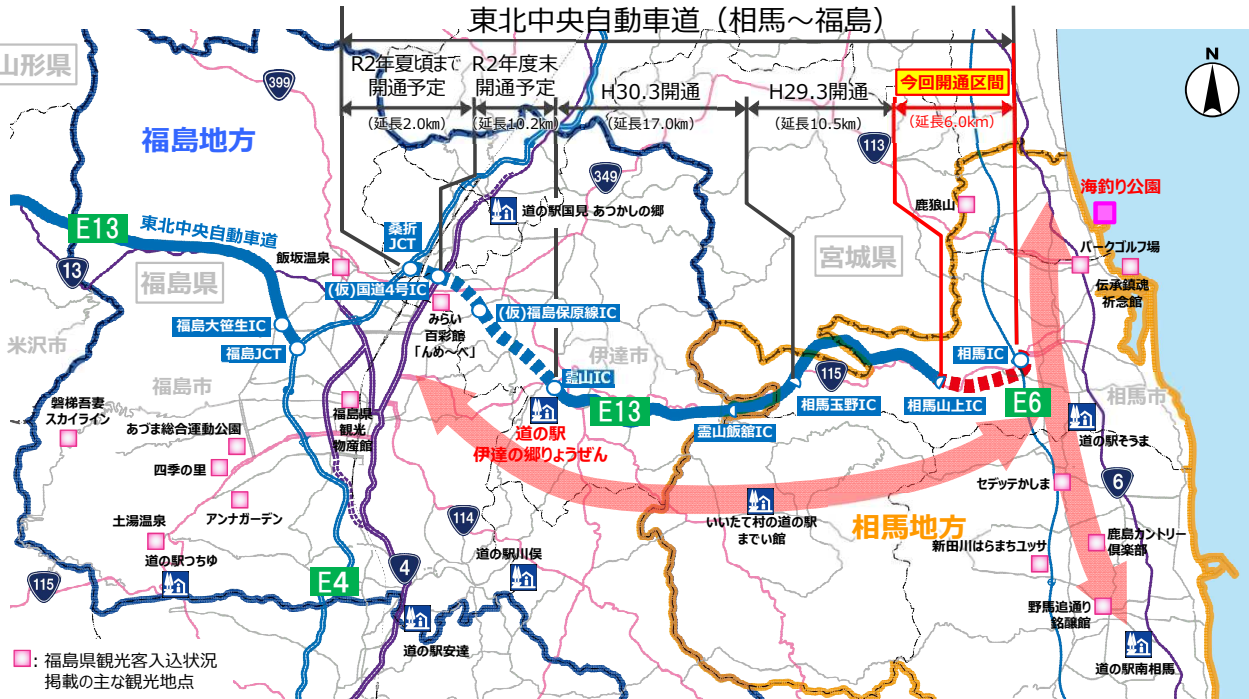 東北中央自動車道（相馬～福島）
R2年夏頃まで
開通予定
（延長2.0km）
R2年度末
開通予定
（延長10.2km）
H30.3開通
（延長17.0km）
H29.3開通
（延長10.5km）
今回開通区間
（延長6.0km）
N
山形県
399
福島地方
113
349
鹿狼山
海釣り公園
道の駅国見 あつかしの郷
E13
東北中央自動車道
桑折
JCT
宮城県
パークゴルフ場
伝承鎮魂
祈念館
13
飯坂温泉
福島県
(仮)国道4号IC
みらい
百彩館
「んめ～べ」
(仮)福島保原線IC
福島大笹生IC
福島JCT
米沢市
伊達市
相馬IC
福島市
霊山IC
115
相馬玉野IC
相馬山上IC
E6
相馬市
E13
霊山飯舘IC
磐梯吾妻
スカイライン
福島県
観光
物産館
道の駅
伊達の郷りょうぜん
道の駅そうま
あづま総合運動公園
四季の里
アンナガーデン
セデッテかしま
6
いいたて村の道の駅
までい館
相馬地方
土湯温泉
道の駅つちゆ
114
道の駅川俣
新田川はらまちユッサ
鹿島カントリー
倶楽部
115
E4
4
道の駅安達
野馬追通り
銘醸館
道の駅南相馬
：福島県観光客入込状況
掲載の主な観光地点